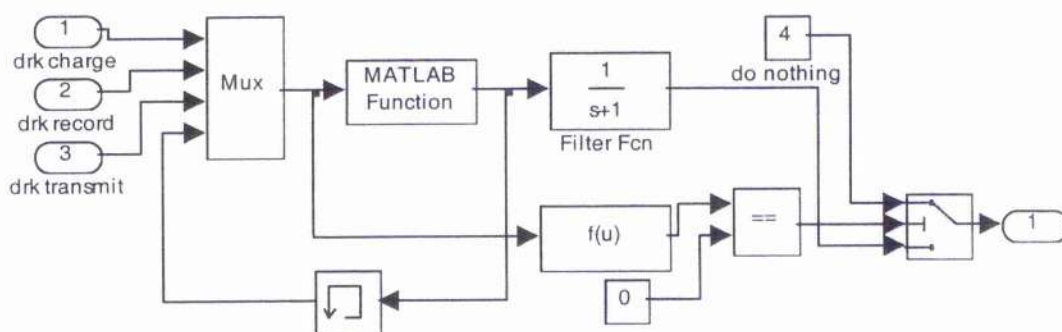 1
drk charge
2
drk record
3
drk transmit
Mux
MATLAB
Function
1
s+1
Filter Fcn
4
do nothing
f(u)
0
==
1